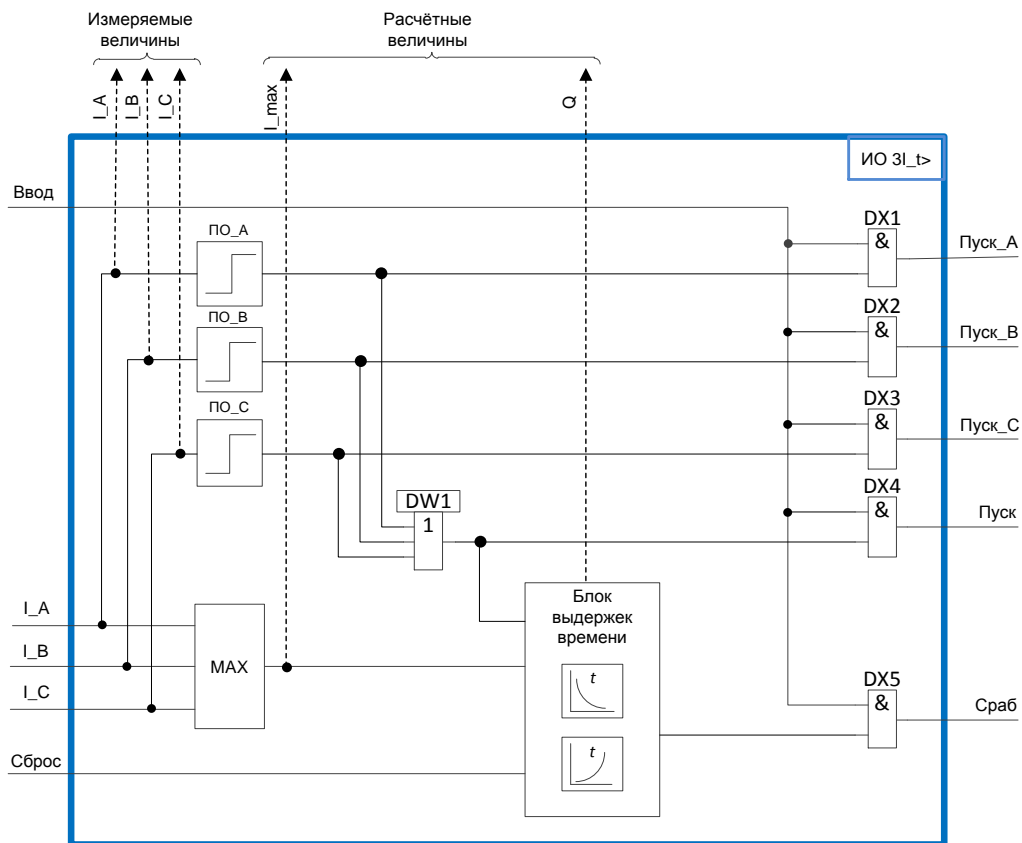 Измеряемые
величины
Расчётные
величины
I_A
I_B
I_C
I_max
Q
ИО 3I_t>
Ввод
ПО_A
DX1
&
Пуск_A
ПО_B
DX2
&
Пуск_B
ПО_C
DX3
&
Пуск_C
DW1
1
DX4
&
Пуск
Блок
выдержек
времени
I_A
I_B
I_C
MAX
t
DX5
&
Сраб
t
Сброс